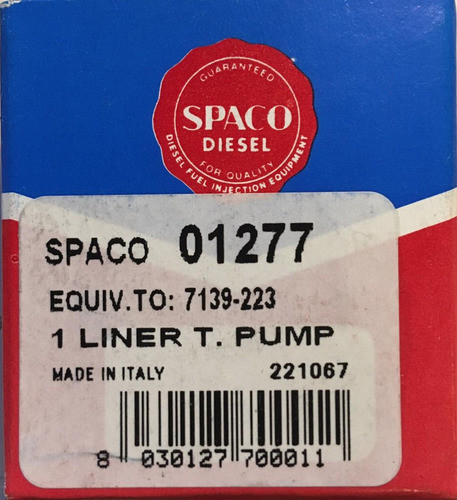 GUARANTEED
SPACO
DIESEL
FOR QUALITY
DIESEL FUEL INJECTION EQUIPMENT
SPACO 01277
EQUIV.TO: 7139-223
1 LINER T. PUMP
MADE IN ITALY 221067
8 030127 700011